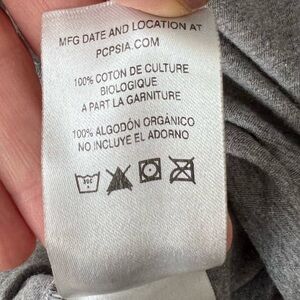 MFG DATE AND LOCATION AT
PCPSIA.COM
100% COTON DE CULTURE
BIOLOGIQUE
A PART LA GARNITURE
100% ALGODÓN ORGÁNICO
NO INCLUYE EL ADORNO